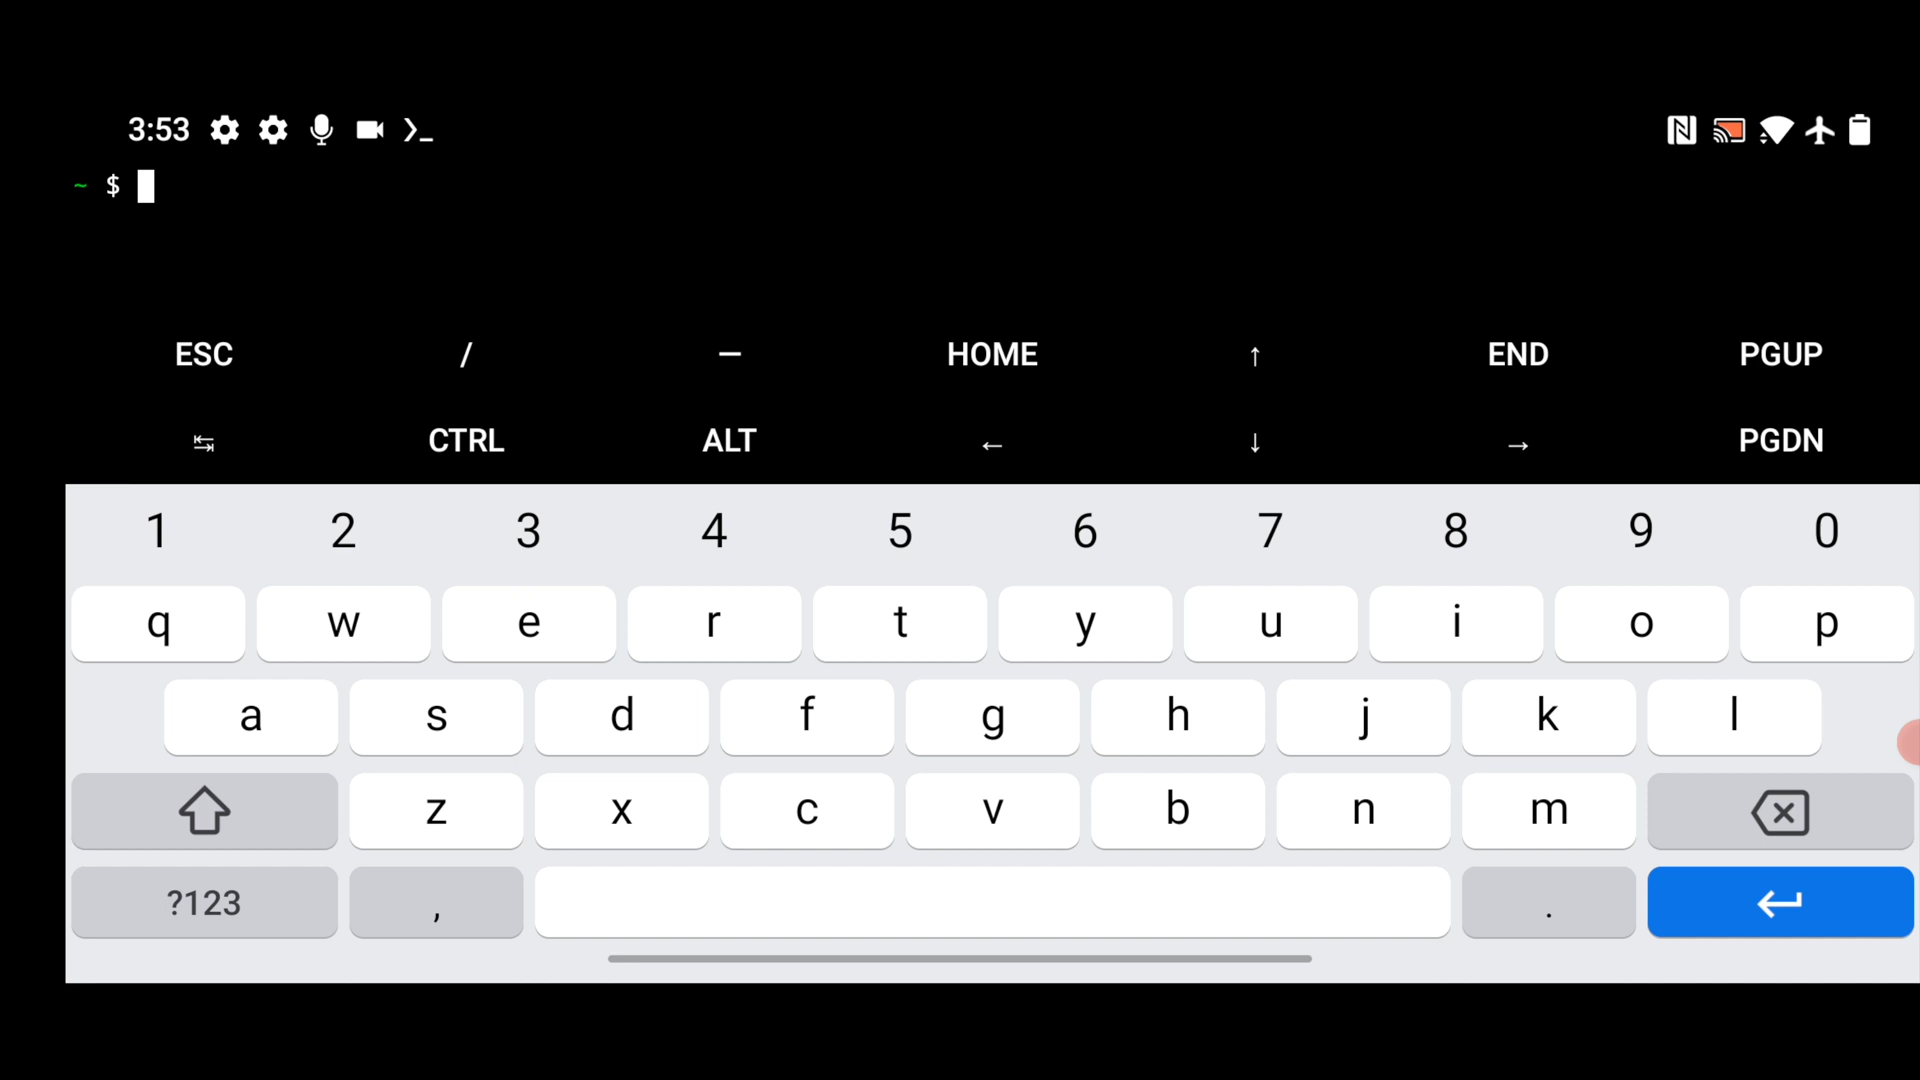 3:53
~ $
ESC / — HOME ↑ END PGUP
↹ CTRL ALT ← ↓ → PGDN
1 2 3 4 5 6 7 8 9 0
q w e r t y u i o p
a s d f g h j k l
z x c v b n m
?123 , .